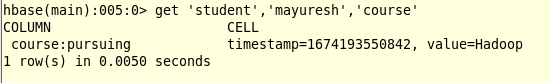 hbase(main):005:0> get 'student','mayuresh','course'
COLUMN                     CELL
 course:pursuing           timestamp=1674193550842, value=Hadoop
1 row(s) in 0.0050 seconds